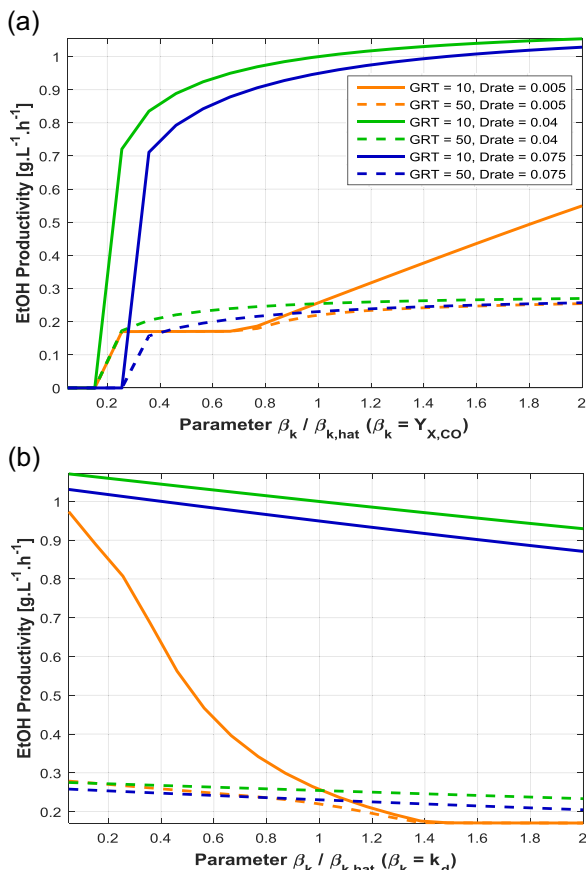 (a)
EtOH Productivity [g.L⁻¹.h⁻¹]
1
0.9
0.8
0.7
0.6
0.5
0.4
0.3
0.2
0.1
0
GRT = 10, Drate = 0.005
GRT = 50, Drate = 0.005
GRT = 10, Drate = 0.04
GRT = 50, Drate = 0.04
GRT = 10, Drate = 0.075
GRT = 50, Drate = 0.075
0.2 0.4 0.6 0.8 1 1.2 1.4 1.6 1.8 2
Parameter βₖ / βₖ,hat (βₖ = Y_X,CO)
(b)
EtOH Productivity [g.L⁻¹.h⁻¹]
1
0.9
0.8
0.7
0.6
0.5
0.4
0.3
0.2
0.2 0.4 0.6 0.8 1 1.2 1.4 1.6 1.8 2
Parameter βₖ / βₖ,hat (βₖ = k_d)